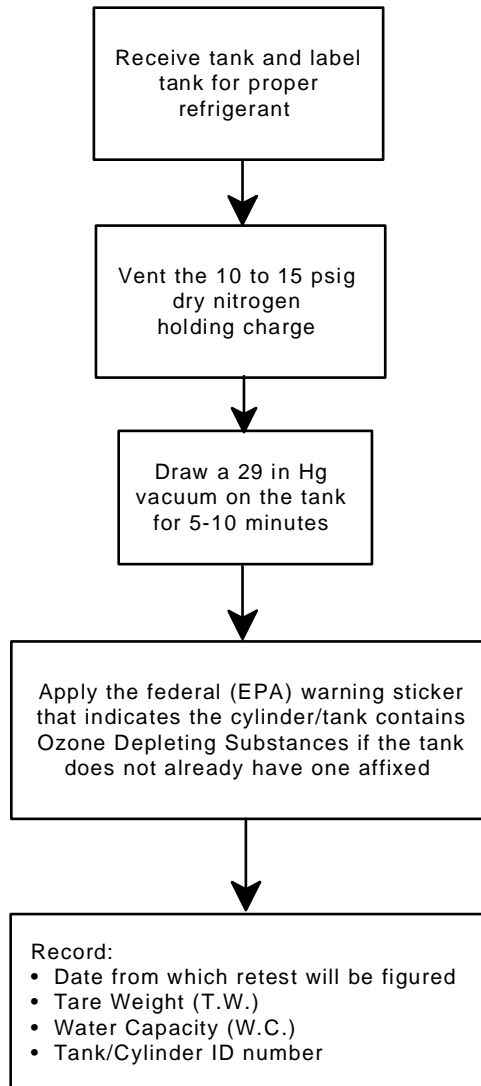 Receive tank and label
tank for proper
refrigerant
Vent the 10 to 15 psig
dry nitrogen
holding charge
Draw a 29 in Hg
vacuum on the tank
for 5-10 minutes
Apply the federal (EPA) warning sticker
that indicates the cylinder/tank contains
Ozone Depleting Substances if the tank
does not already have one affixed
Record:
• Date from which retest will be figured
• Tare Weight (T.W.)
• Water Capacity (W.C.)
• Tank/Cylinder ID number